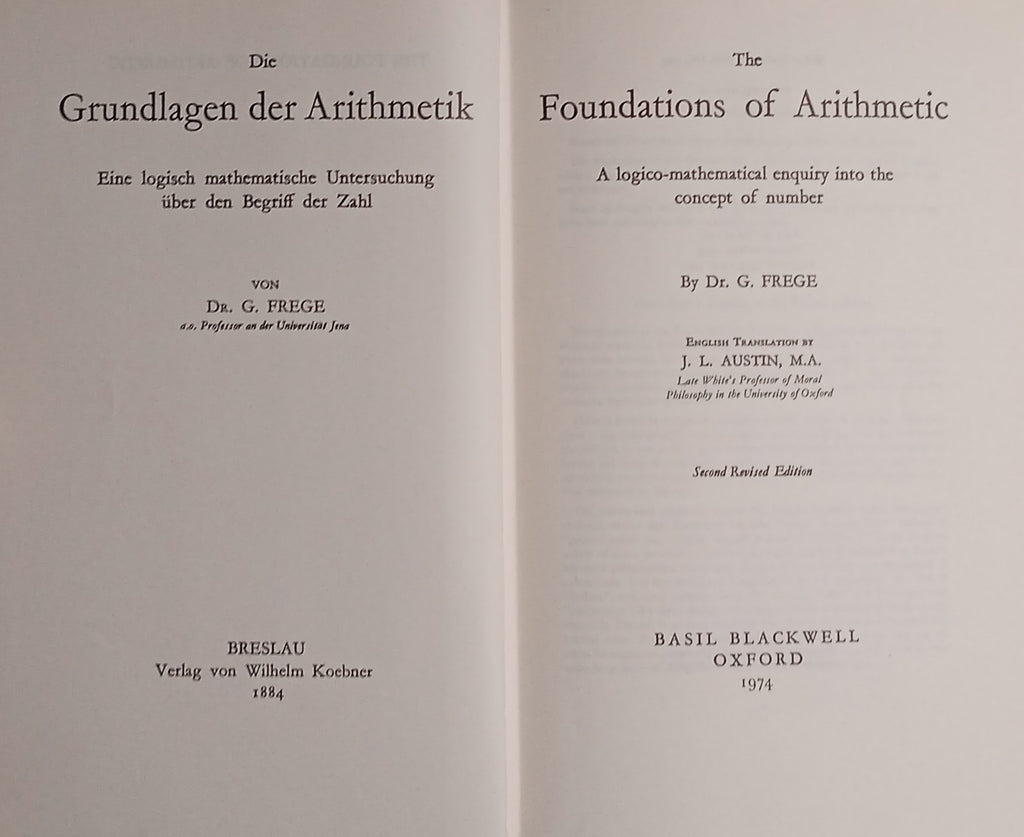 Die
Grundlagen der Arithmetik
Eine logisch mathematische Untersuchung
über den Begriff der Zahl
VON
DR. G. FREGE
a.o. Professor an der Universität Jena
BRESLAU
Verlag von Wilhelm Koebner
1884
The
Foundations of Arithmetic
A logico-mathematical enquiry into the
concept of number
By Dr. G. FREGE
ENGLISH TRANSLATION BY
J. L. AUSTIN, M.A.
Late White's Professor of Moral
Philosophy in the University of Oxford
Second Revised Edition
BASIL BLACKWELL
OXFORD
1974